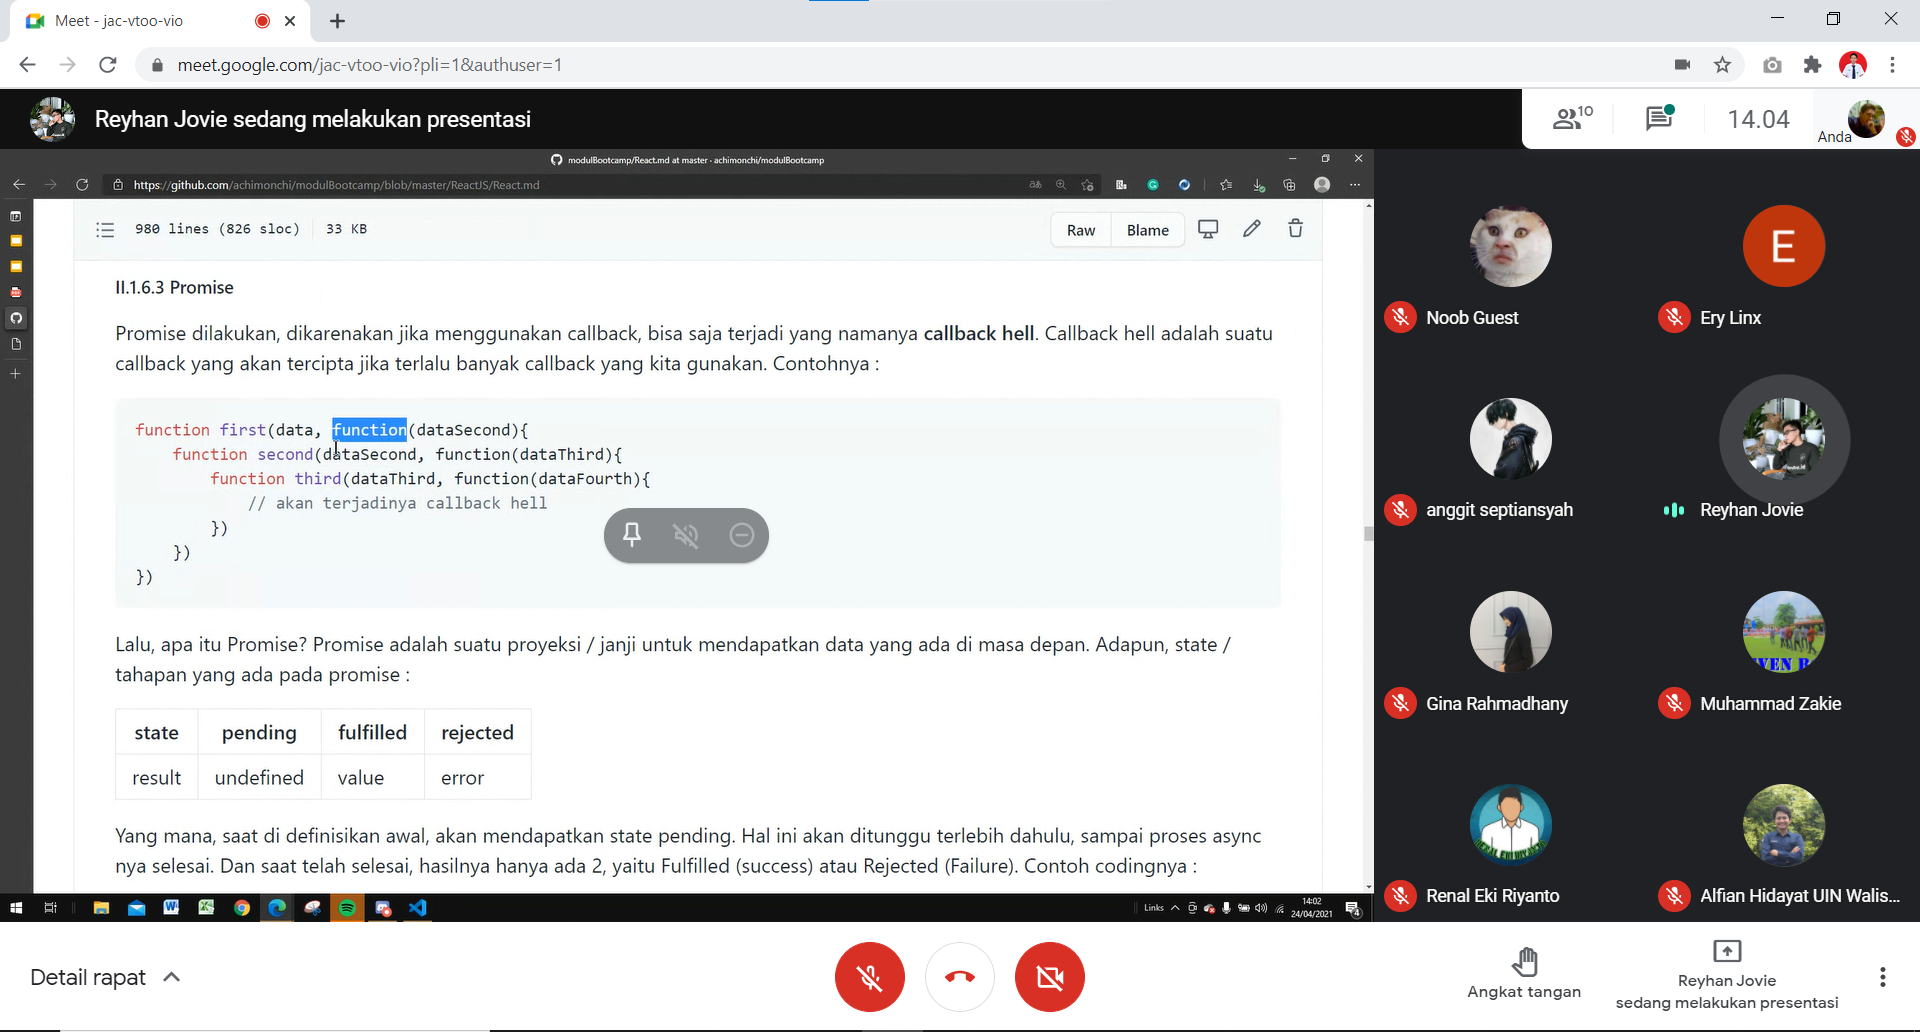 Meet - jac-vtoo-vio
meet.google.com/jac-vtoo-vio?pli=1&authuser=1
Reyhan Jovie sedang melakukan presentasi
10
14.04
Anda
modulBootcamp/React.md at master · achimonchi/modulBootcamp
https://github.com/achimonchi/modulBootcamp/blob/master/ReactJS/React.md
980 lines (826 sloc)
33 KB
Raw
Blame
II.1.6.3 Promise
Promise dilakukan, dikarenakan jika menggunakan callback, bisa saja terjadi yang namanya callback hell. Callback hell adalah suatu
callback yang akan tercipta jika terlalu banyak callback yang kita gunakan. Contohnya :
function first(data, function(dataSecond){
function second(dataSecond, function(dataThird){
function third(dataThird, function(dataFourth){
// akan terjadinya callback hell
})
})
})
Lalu, apa itu Promise? Promise adalah suatu proyeksi / janji untuk mendapatkan data yang ada di masa depan. Adapun, state /
tahapan yang ada pada promise :
state pending fulfilled rejected
result undefined value error
Yang mana, saat di definisikan awal, akan mendapatkan state pending. Hal ini akan ditunggu terlebih dahulu, sampai proses async
nya selesai. Dan saat telah selesai, hasilnya hanya ada 2, yaitu Fulfilled (success) atau Rejected (Failure). Contoh codingnya :
Links
14:02
24/04/2021
4
Noob Guest
E
Ery Linx
anggit septiansyah
Reyhan Jovie
Gina Rahmadhany
VEN B
Muhammad Zakie
Renal Eki Riyanto
Alfian Hidayat UIN Walis...
Detail rapat
Angkat tangan
Reyhan Jovie
sedang melakukan presentasi